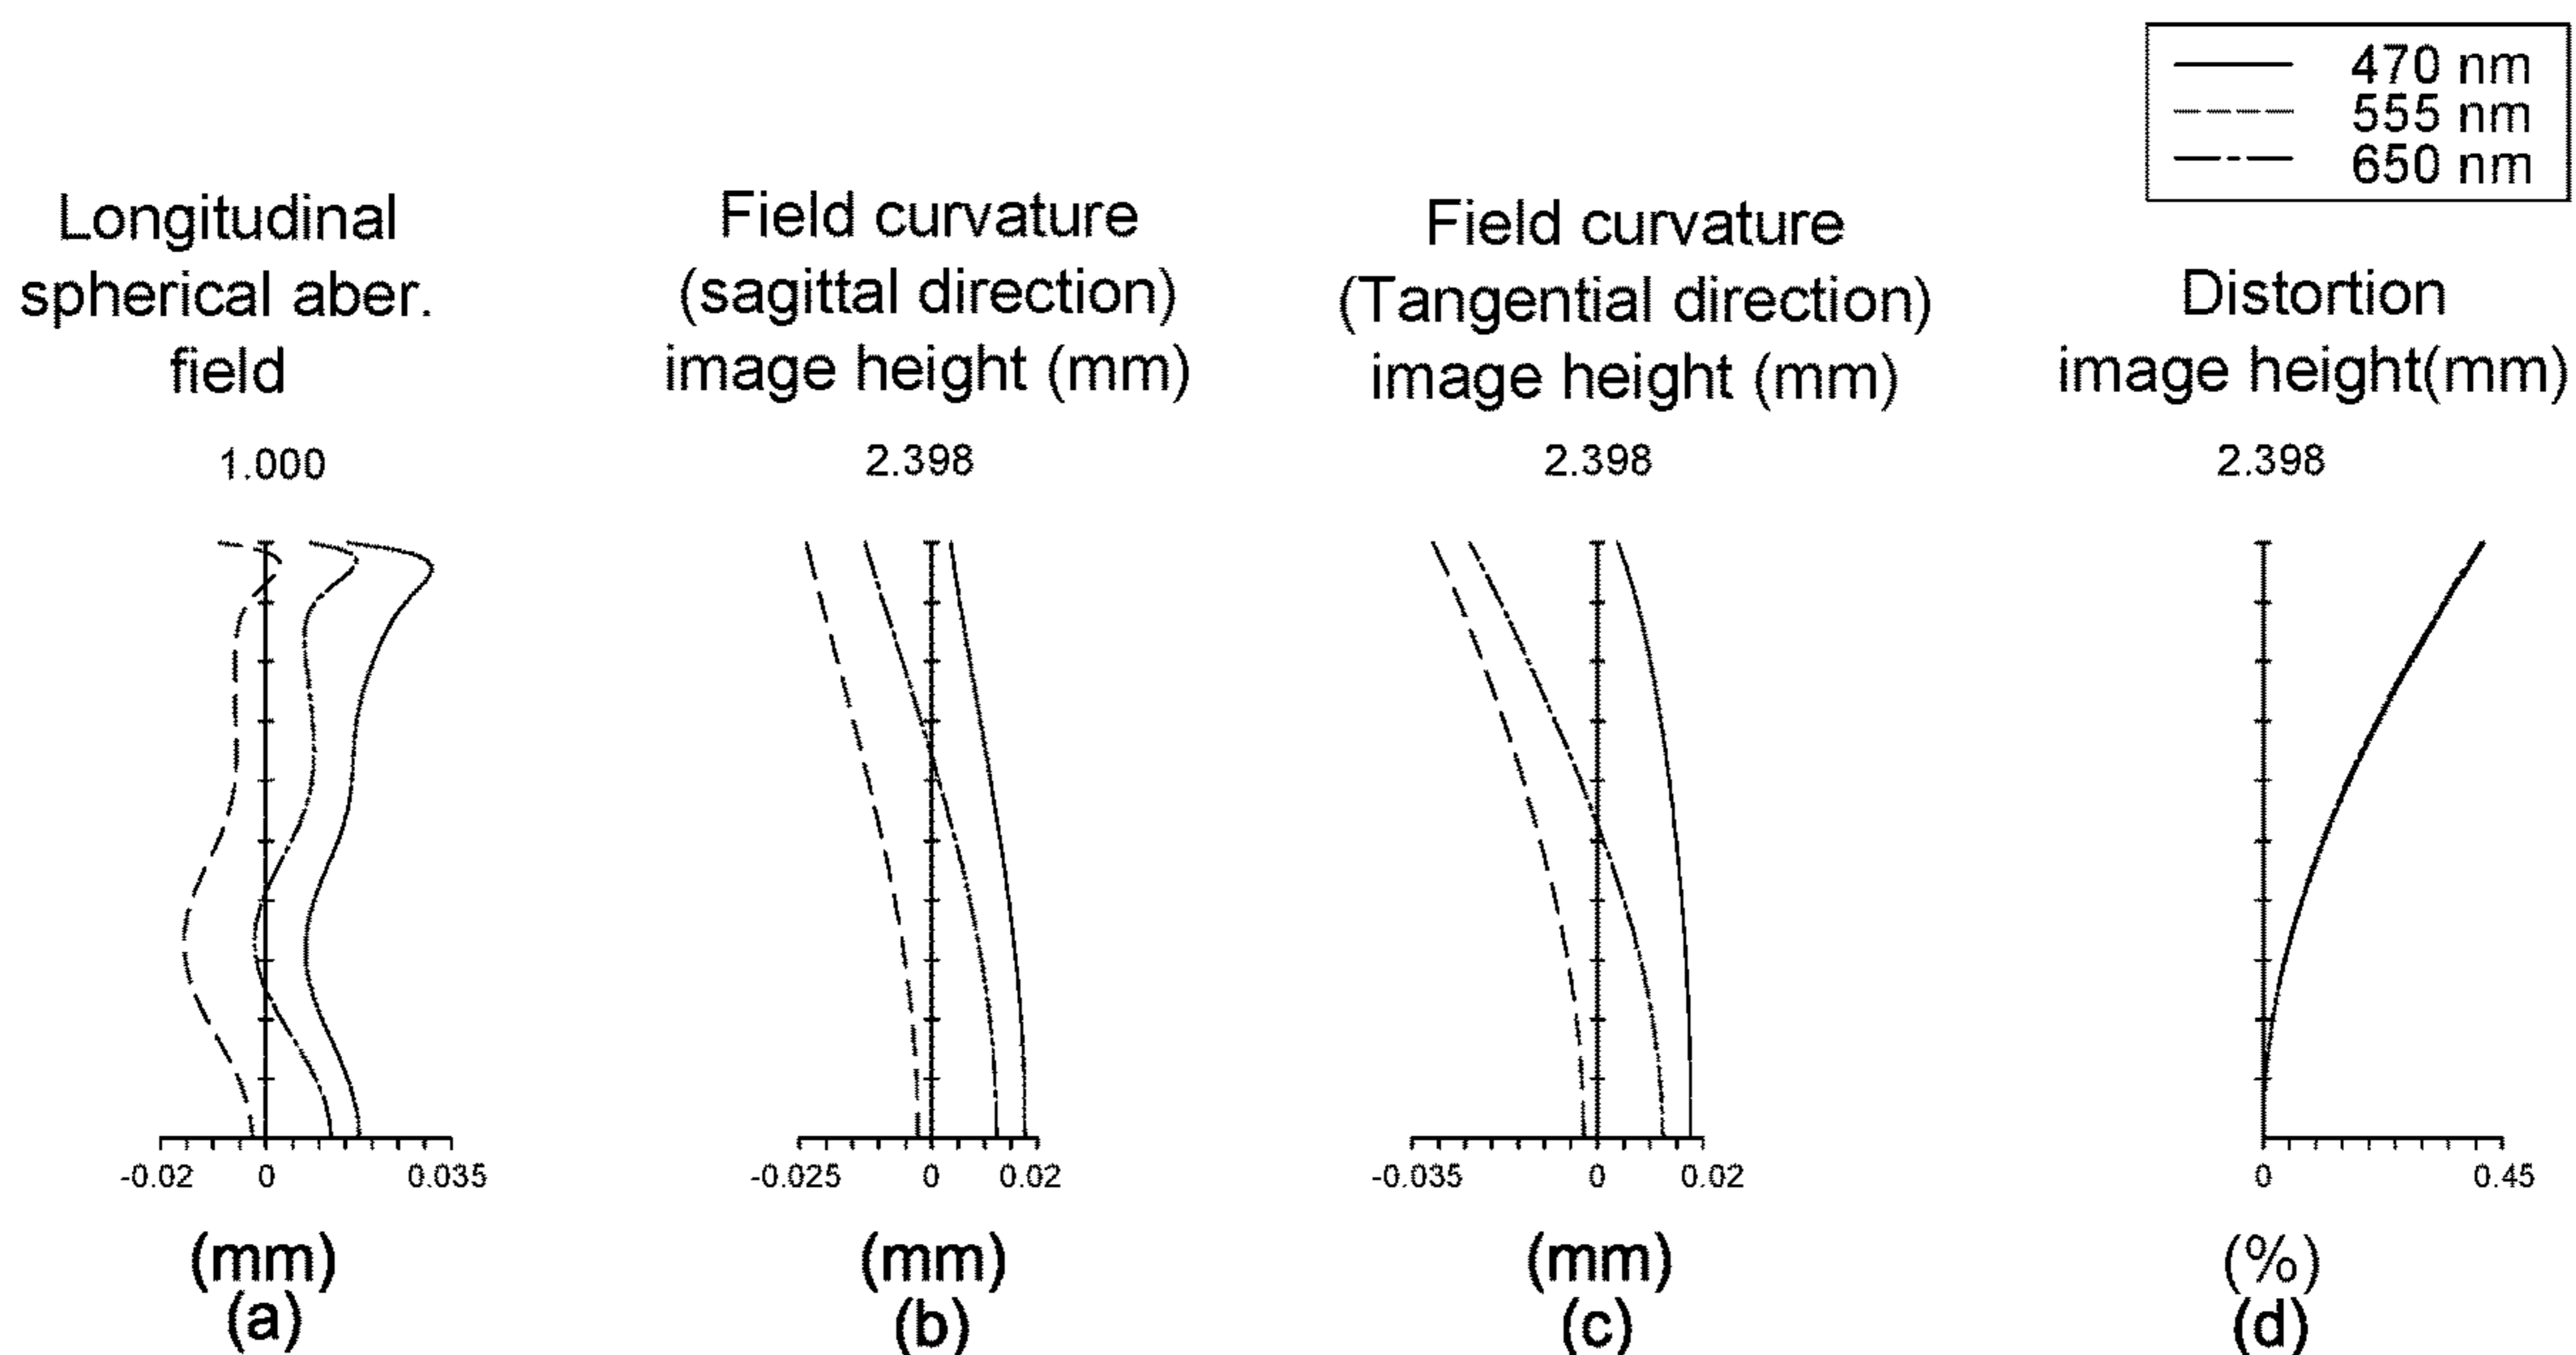 470 nm
555 nm
650 nm
Longitudinal
spherical aber.
field
1.000
-0.02 0 0.035
(mm)
(a)
Field curvature
(sagittal direction)
image height (mm)
2.398
-0.025 0 0.02
(mm)
(b)
Field curvature
(Tangential direction)
image height (mm)
2.398
-0.035 0 0.02
(mm)
(c)
Distortion
image height(mm)
2.398
0 0.45
(%)
(d)